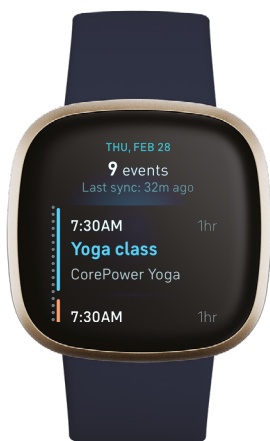 THU, FEB 28
9 events
Last sync: 32m ago
7:30AM 1hr
Yoga class
CorePower Yoga
7:30AM 1hr